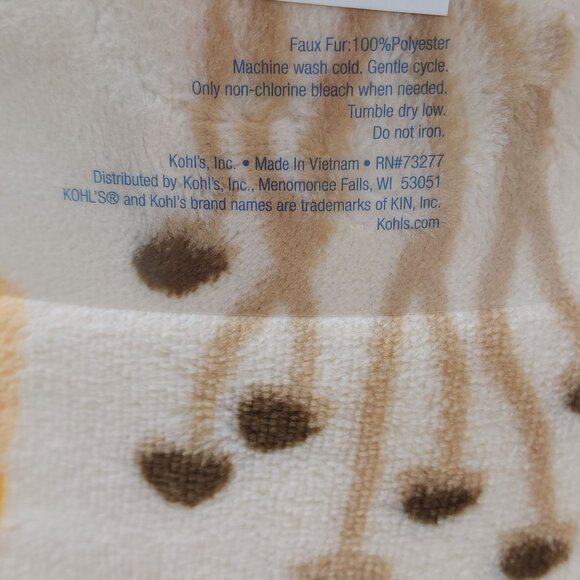 Faux Fur:100%Polyester
Machine wash cold. Gentle cycle.
Only non-chlorine bleach when needed.
Tumble dry low.
Do not iron.
Kohl's, Inc. • Made In Vietnam • RN#73277
Distributed by Kohl's, Inc., Menomonee Falls, WI 53051
KOHL'S® and Kohl's brand names are trademarks of KIN, Inc.
Kohls.com